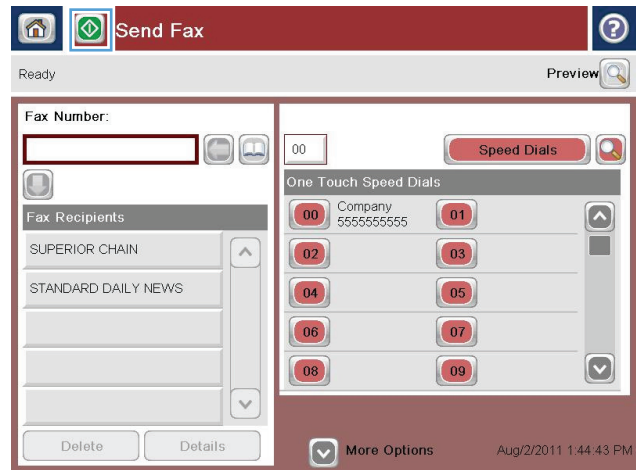 Send Fax
?
Ready
Preview
Fax Number:
00
Speed Dials
One Touch Speed Dials
00 Company 01
5555555555
02 03
04 05
06 07
08 09
Fax Recipients
SUPERIOR CHAIN
STANDARD DAILY NEWS
Delete Details
More Options
Aug/2/2011 1:44:43 PM